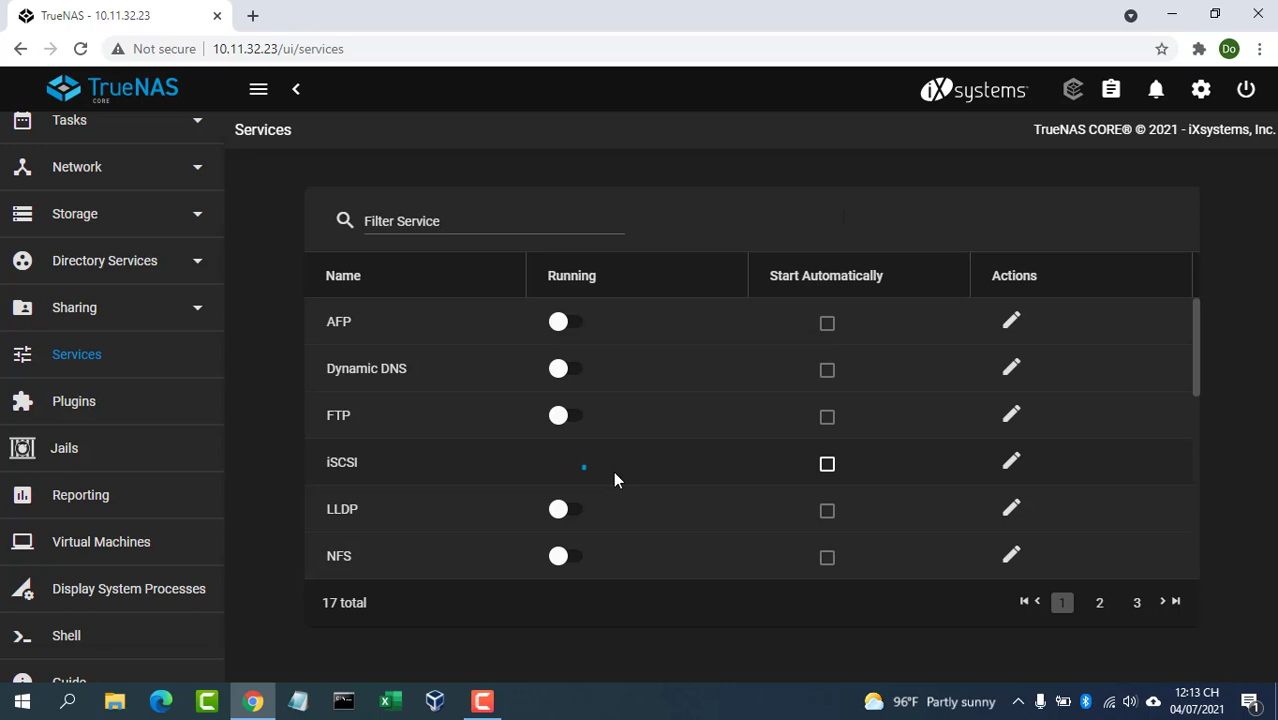 TrueNAS - 10.11.32.23
Not secure
10.11.32.23/ui/services
Do
TrueNAS
CORE
iXsystems
Tasks
Services
TrueNAS CORE® © 2021 - iXsystems, Inc.
Network
Storage
Directory Services
Sharing
Services
Plugins
Jails
Reporting
Virtual Machines
Display System Processes
Shell
Guide
Filter Service
Name Running Start Automatically Actions
AFP
Dynamic DNS
FTP
iSCSI
LLDP
NFS
17 total
1 2 3
96°F Partly sunny
12:13 CH
04/07/2021
1